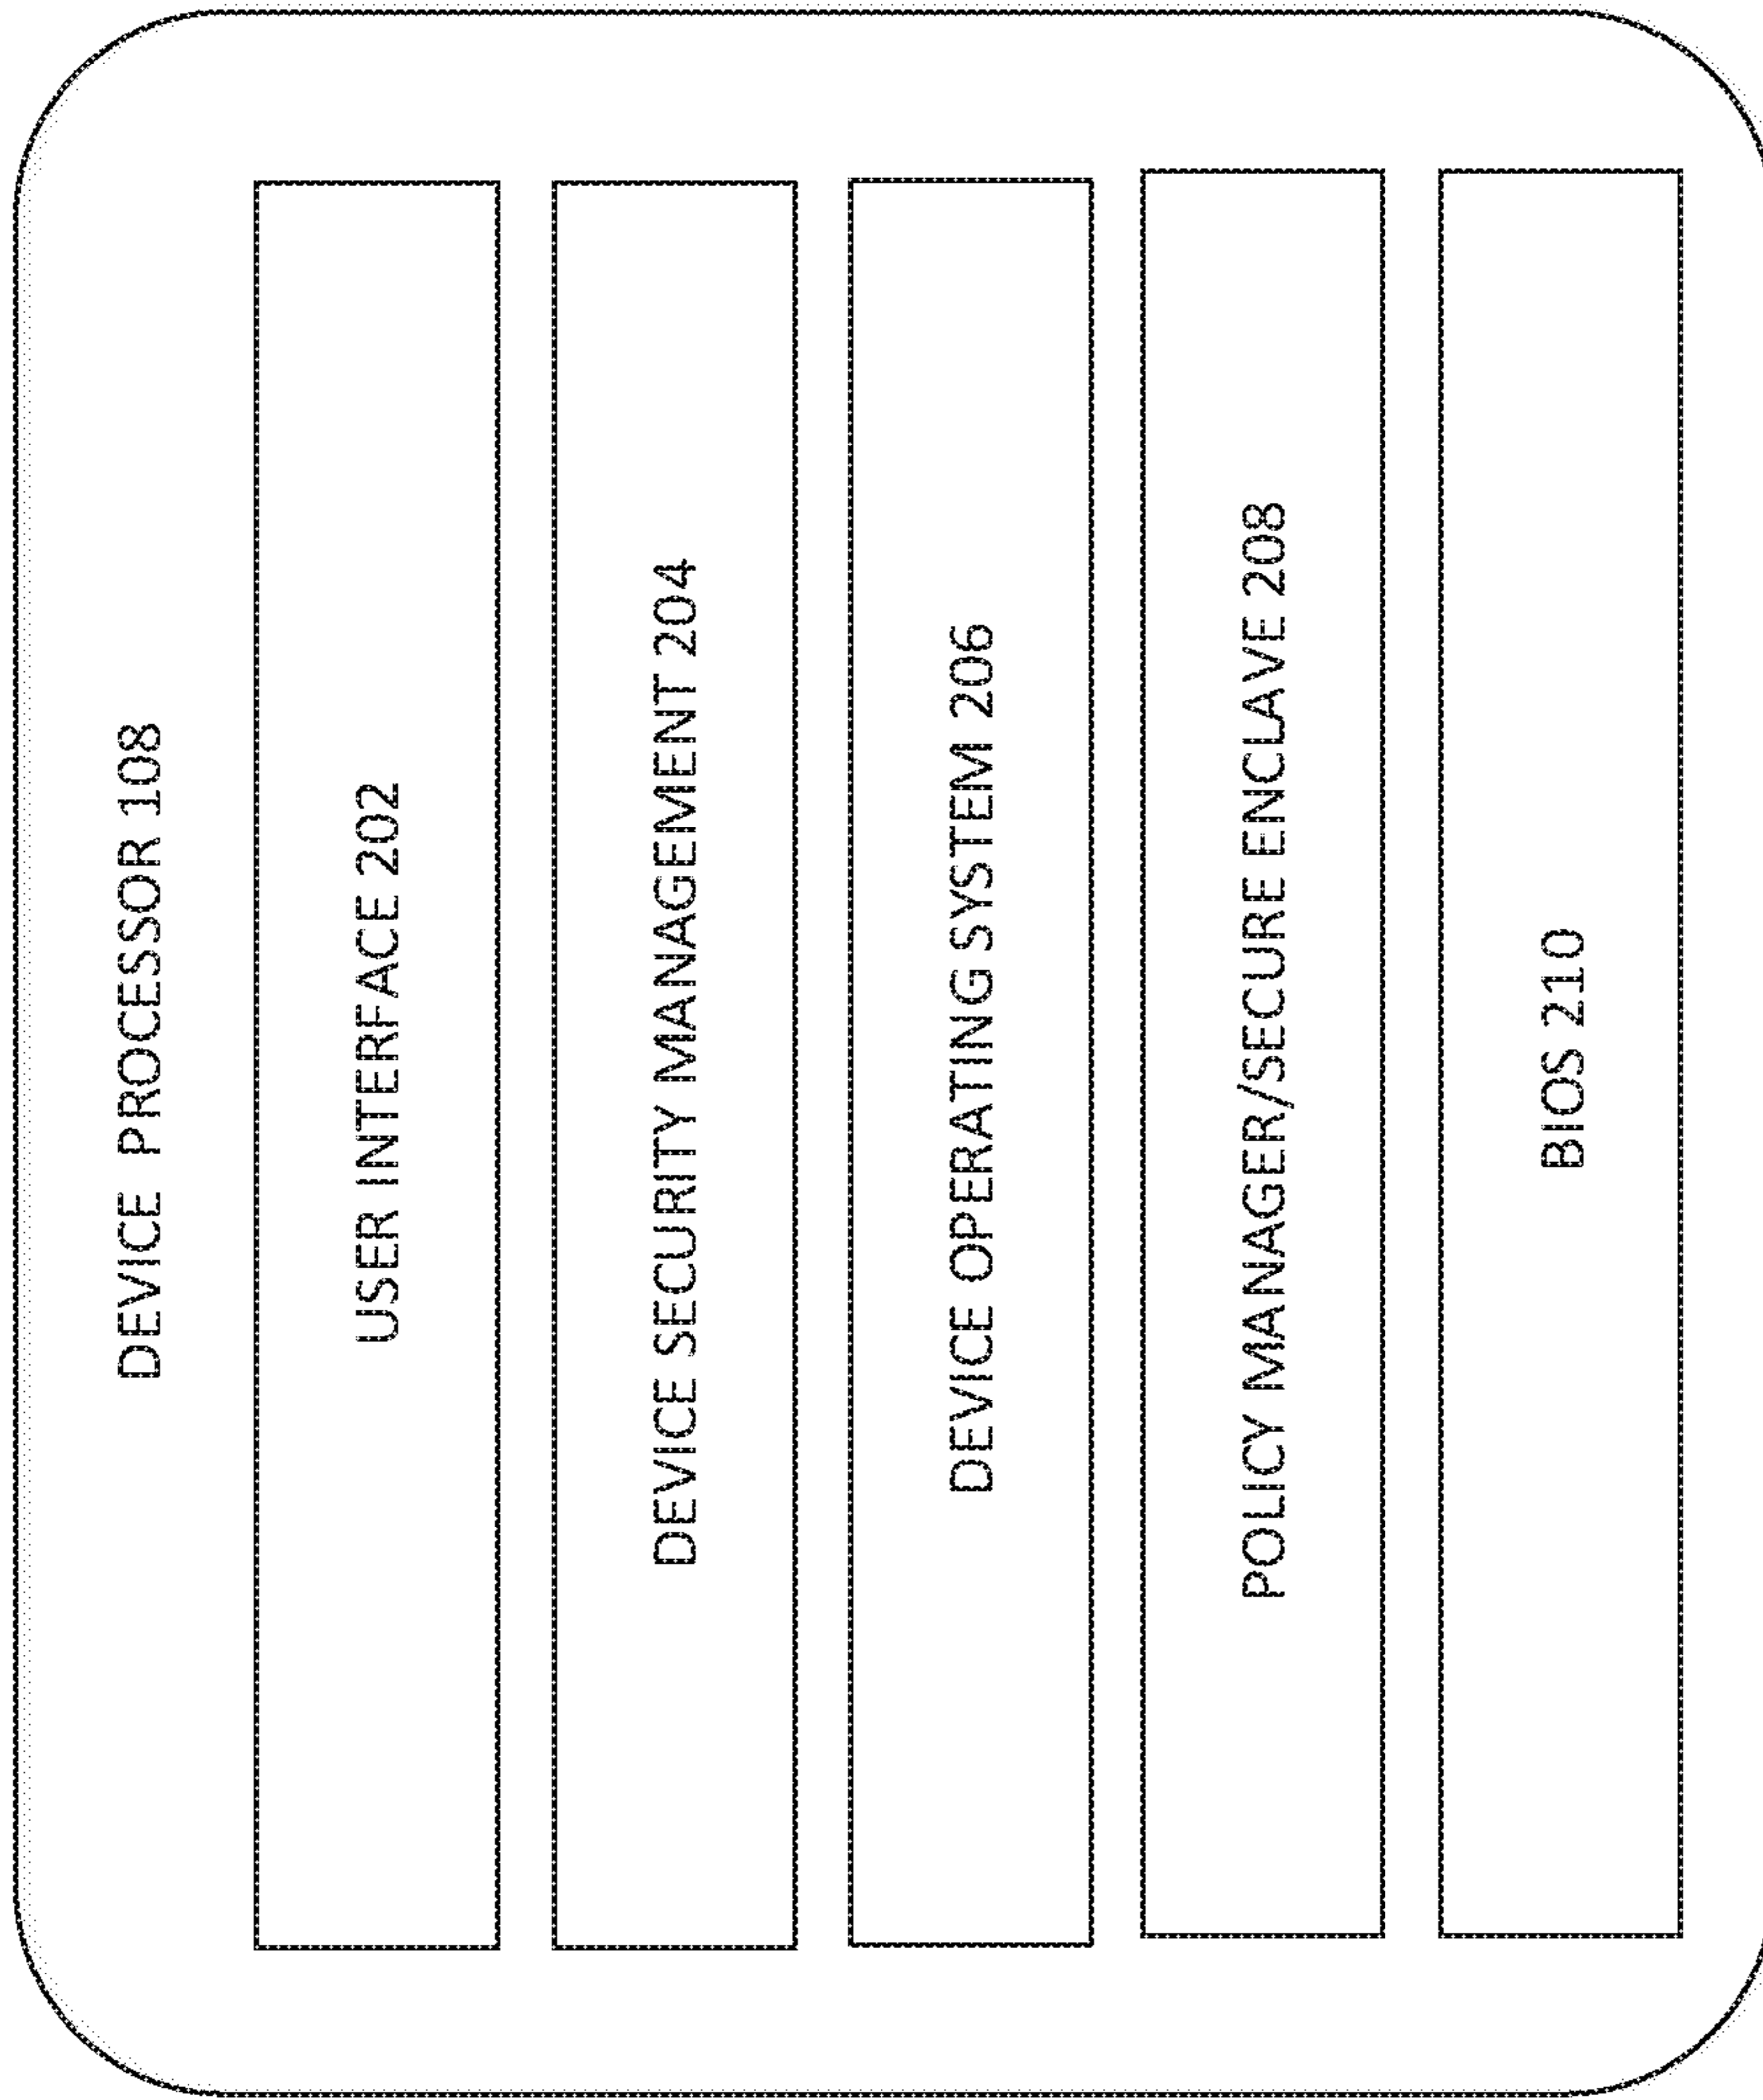 DEVICE PROCESSOR 108
USER INTERFACE 202
DEVICE SECURITY MANAGEMENT 204
DEVICE OPERATING SYSTEM 206
POLICY MANAGER/SECURE ENCLAVE 208
BIOS 210